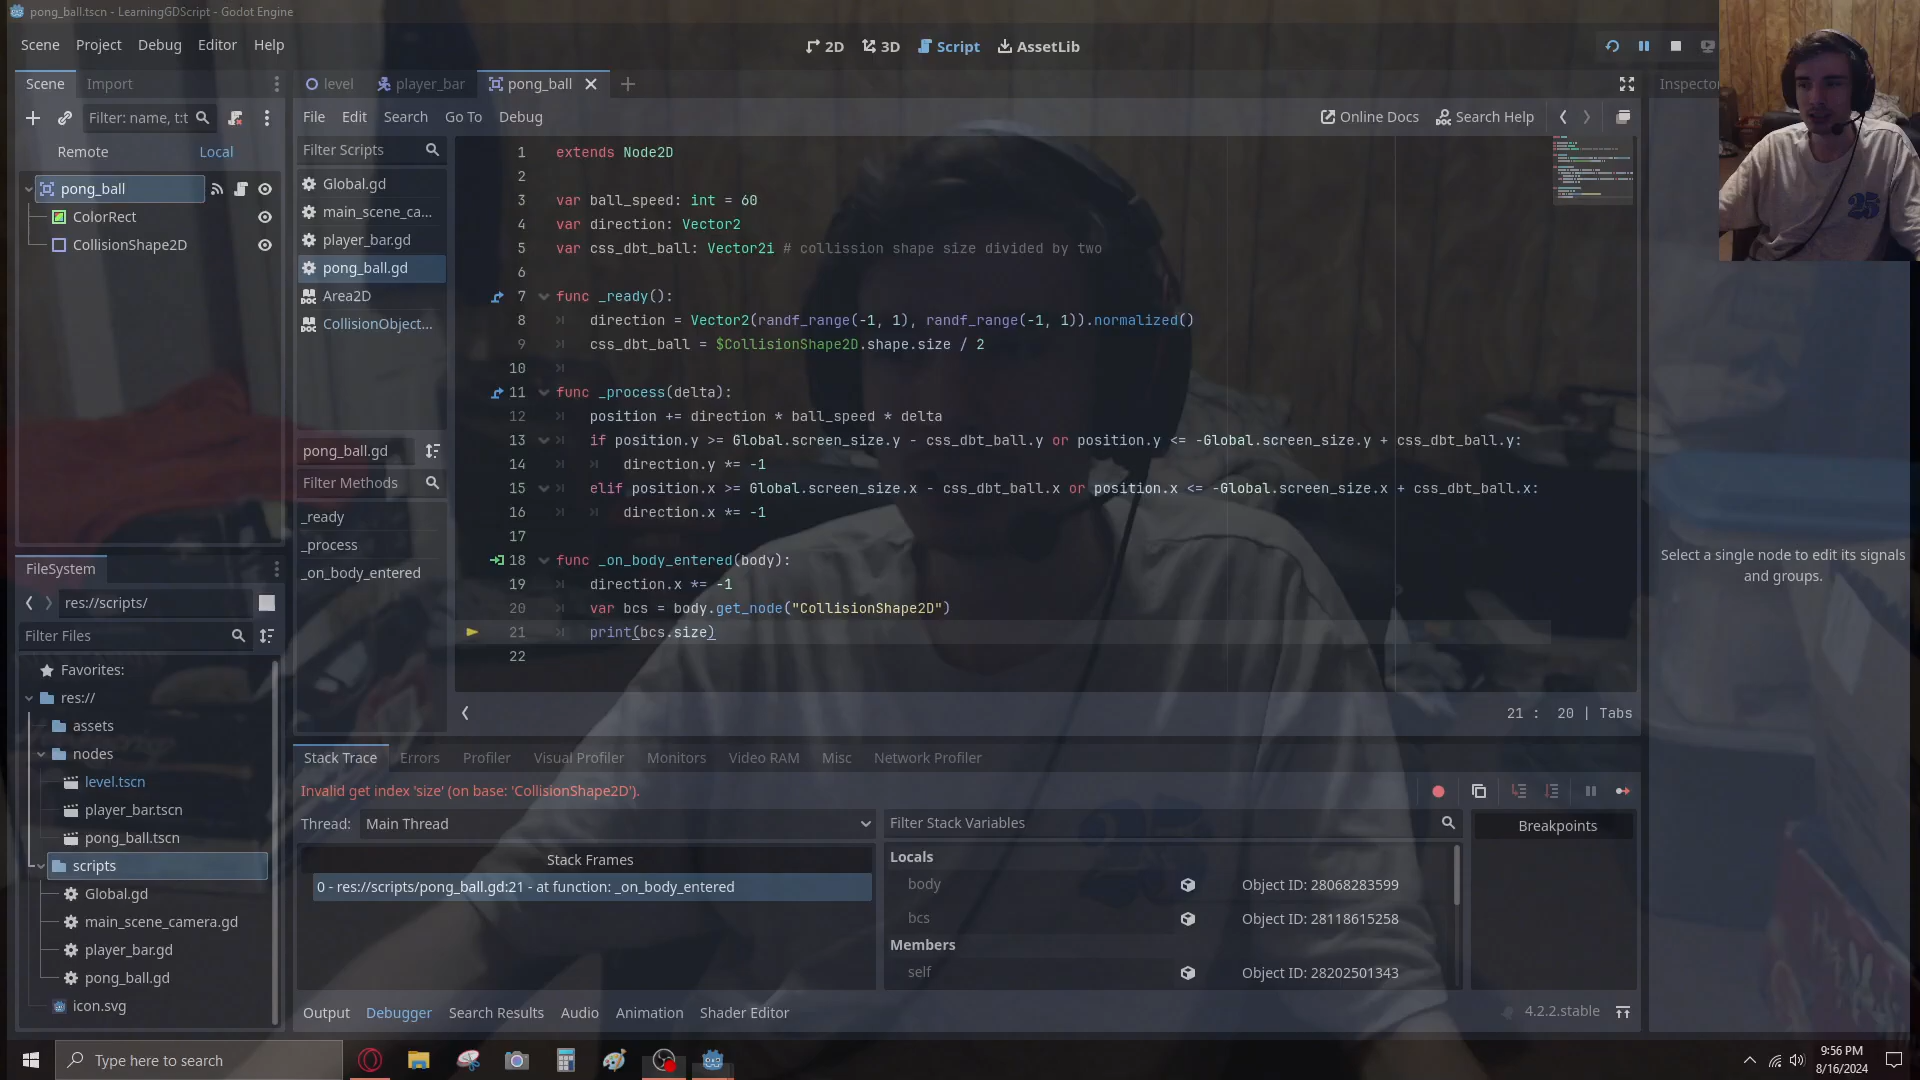 pong_ball.tscn - LearningGDScript - Godot Engine
Scene Project Debug Editor Help
2D 3D Script AssetLib
Scene Import
level player_bar pong_ball
Inspector
Filter: name, t:t
File Edit Search Go To Debug
Online Docs Search Help
Remote Local
Filter Scripts
pong_ball
ColorRect
CollisionShape2D
Global.gd
main_scene_ca...
player_bar.gd
pong_ball.gd
Area2D
CollisionObject...
pong_ball.gd
Filter Methods
_ready
_process
_on_body_entered
1 extends Node2D
2
3 var ball_speed: int = 60
4 var direction: Vector2
5 var css_dbt_ball: Vector2i # collission shape size divided by two
6
7 func _ready():
8 direction = Vector2(randf_range(-1, 1), randf_range(-1, 1)).normalized()
9 css_dbt_ball = $CollisionShape2D.shape.size / 2
10
11 func _process(delta):
12 position += direction * ball_speed * delta
13 if position.y >= Global.screen_size.y - css_dbt_ball.y or position.y <= -Global.screen_size.y + css_dbt_ball.y:
14 direction.y *= -1
15 elif position.x >= Global.screen_size.x - css_dbt_ball.x or position.x <= -Global.screen_size.x + css_dbt_ball.x:
16 direction.x *= -1
17
18 func _on_body_entered(body):
19 direction.x *= -1
20 var bcs = body.get_node("CollisionShape2D")
21 print(bcs.size)
22
21 : 20 | Tabs
Select a single node to edit its signals
and groups.
FileSystem
res://scripts/
Filter Files
Favorites:
res://
assets
nodes
level.tscn
player_bar.tscn
pong_ball.tscn
scripts
Global.gd
main_scene_camera.gd
player_bar.gd
pong_ball.gd
icon.svg
Stack Trace Errors Profiler Visual Profiler Monitors Video RAM Misc Network Profiler
Invalid get index 'size' (on base: 'CollisionShape2D').
Thread: Main Thread
Filter Stack Variables
Breakpoints
Stack Frames
0 - res://scripts/pong_ball.gd:21 - at function: _on_body_entered
Locals
body Object ID: 28068283599
bcs Object ID: 28118615258
Members
self Object ID: 28202501343
Output Debugger Search Results Audio Animation Shader Editor
4.2.2.stable
Type here to search
9:56 PM
8/16/2024
25